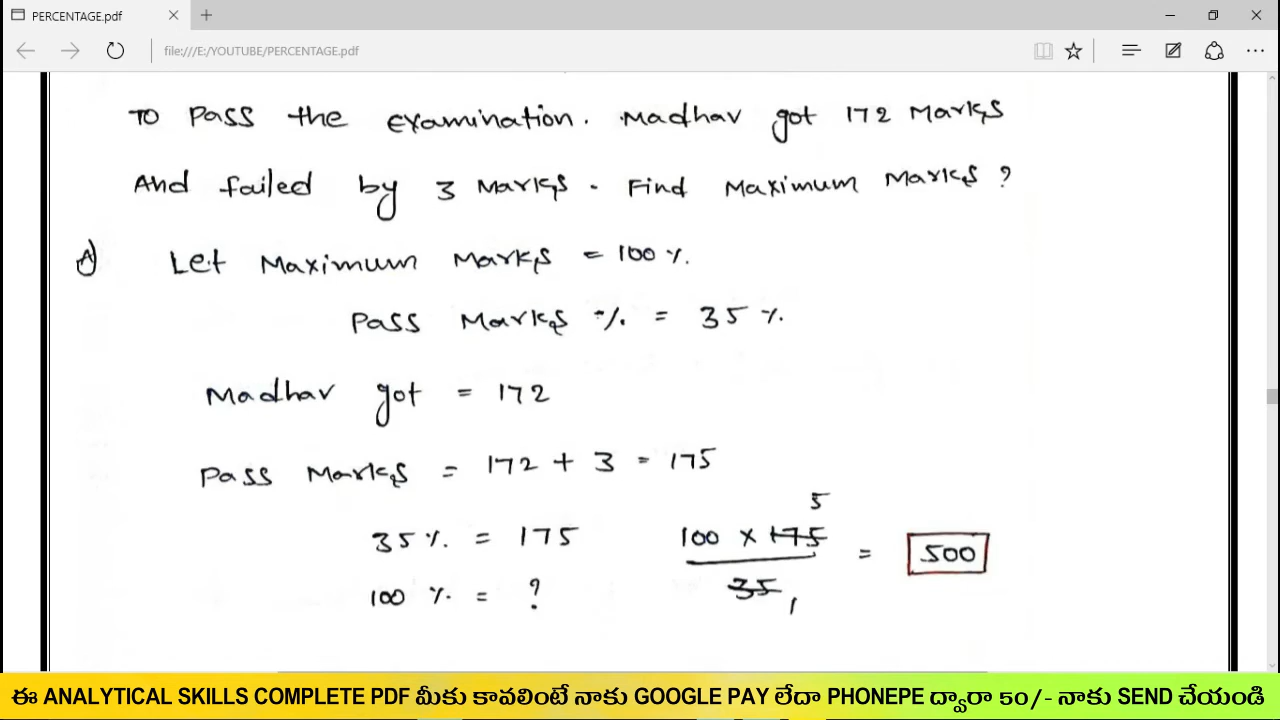 PERCENTAGE.pdf
file:///E:/YOUTUBE/PERCENTAGE.pdf
To pass the examination. Madhav got 172 Marks
And failed by 3 Marks. Find Maximum Marks?
A) Let Maximum Marks = 100 %.
Pass Marks % = 35 %.
Madhav got = 172
Pass Marks = 172 + 3 = 175
5
35 %. = 175 100 x 175 = 500
100 % = ? 35 1
ఈ ANALYTICAL SKILLS COMPLETE PDF మీకు కావలింటే నాకు GOOGLE PAY లేదా PHONEPE ద్వారా 50/- నాకు SEND చేయండి